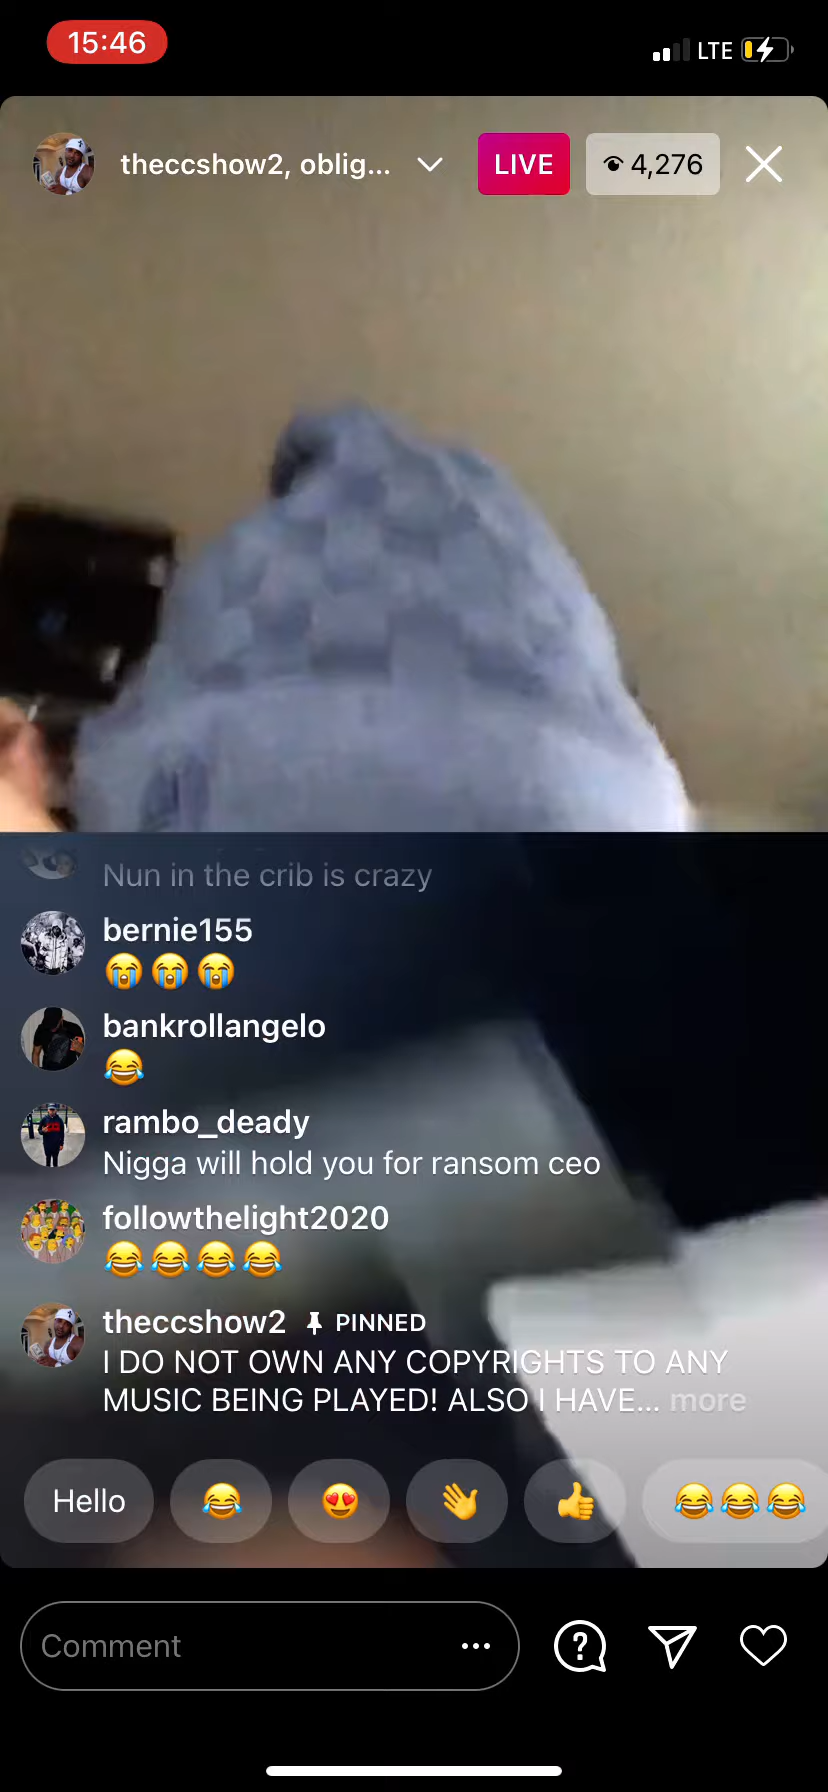 15:46
LTE
theccshow2, oblig...
LIVE
4,276
Nun in the crib is crazy
bernie155
😭😭😭
bankrollangelo
😂
rambo_deady
Nigga will hold you for ransom ceo
followthelight2020
😂😂😂😂
theccshow2 PINNED
I DO NOT OWN ANY COPYRIGHTS TO ANY
MUSIC BEING PLAYED! ALSO I HAVE... more
Hello 😂 😍 👋 👍 😂😂😂
Comment